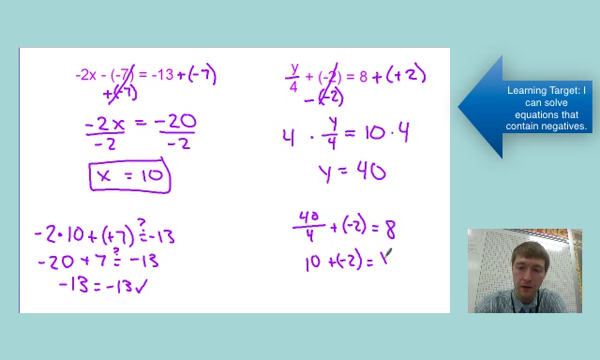 -2x - (-7) = -13 + (-7)
+ (-7)
-2x = -20
-2 -2
x = 10
-2 • 10 + (+7) ?= -13
-20 + 7 ?= -13
-13 = -13 ✓
y/4 + (-2) = 8 + (+2)
- (-2)
4 • y/4 = 10 • 4
y = 40
40/4 + (-2) = 8
10 + (-2) =
Learning Target: I
can solve
equations that
contain negatives.